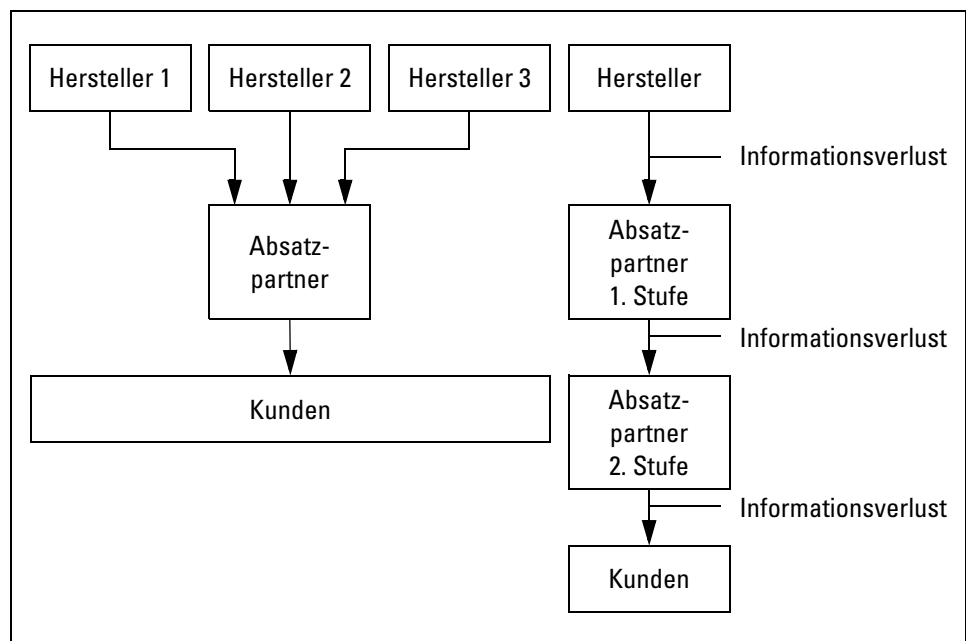 Hersteller 1
Hersteller 2
Hersteller 3
Absatz-
partner
Kunden
Hersteller
Informationsverlust
Absatz-
partner
1. Stufe
Informationsverlust
Absatz-
partner
2. Stufe
Informationsverlust
Kunden